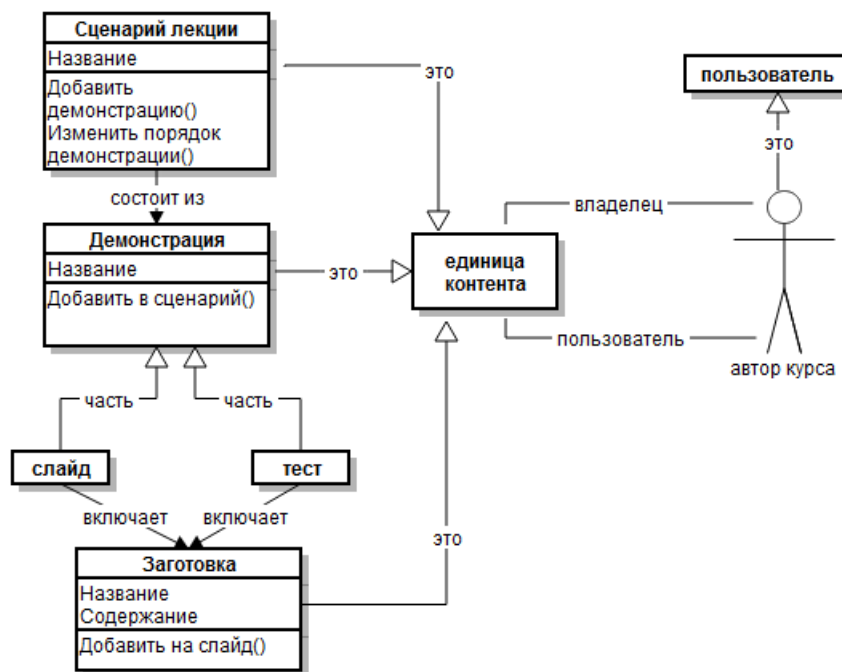 Сценарий лекции
Название
Добавить
демонстрацию()
Изменить порядок
демонстрации()
это
пользователь
это
состоит из
владелец
Демонстрация
Название
Добавить в сценарий()
это
единица
контента
пользователь
автор курса
часть
часть
слайд
тест
включает
включает
это
Заготовка
Название
Содержание
Добавить на слайд()